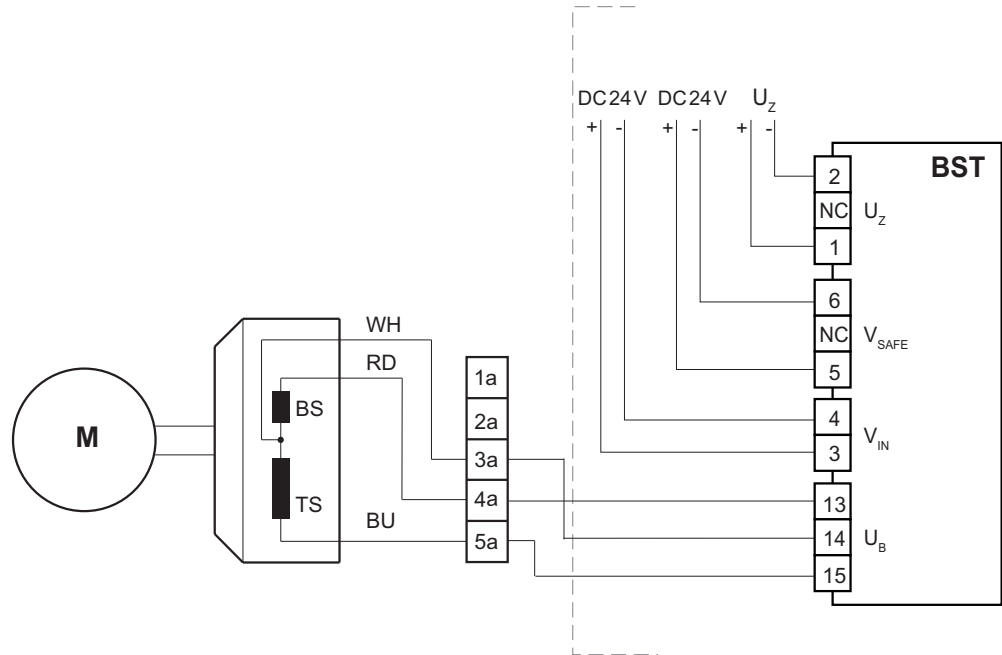 DC24V DC24V U_Z
+ - + - + -
BST
2
NC U_Z
1
6
NC V_SAFE
5
4
V_IN
3
13
14 U_B
15
WH
RD
BU
BS
TS
M
1a
2a
3a
4a
5a